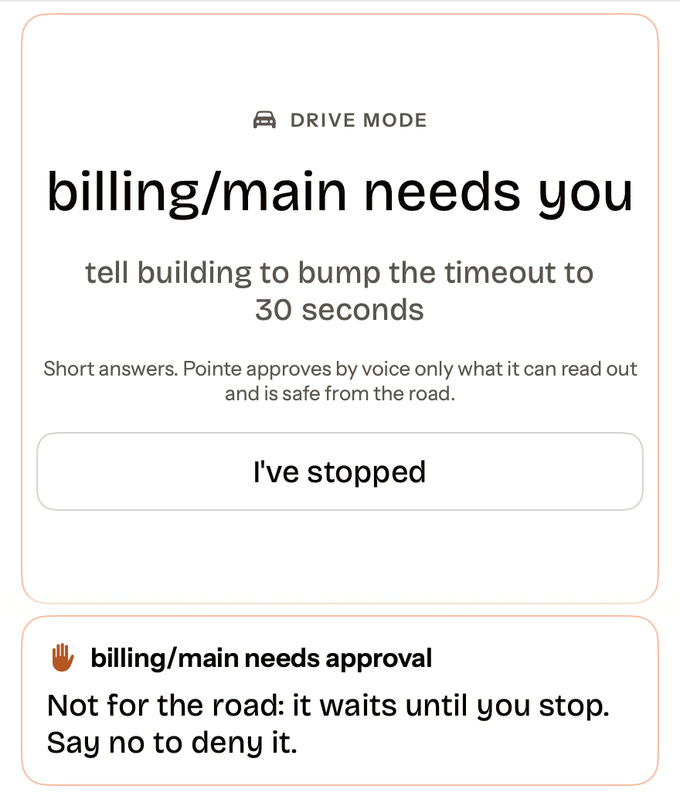 DRIVE MODE
billing/main needs you
tell building to bump the timeout to
30 seconds
Short answers. Pointe approves by voice only what it can read out
and is safe from the road.
I've stopped
billing/main needs approval
Not for the road: it waits until you stop.
Say no to deny it.